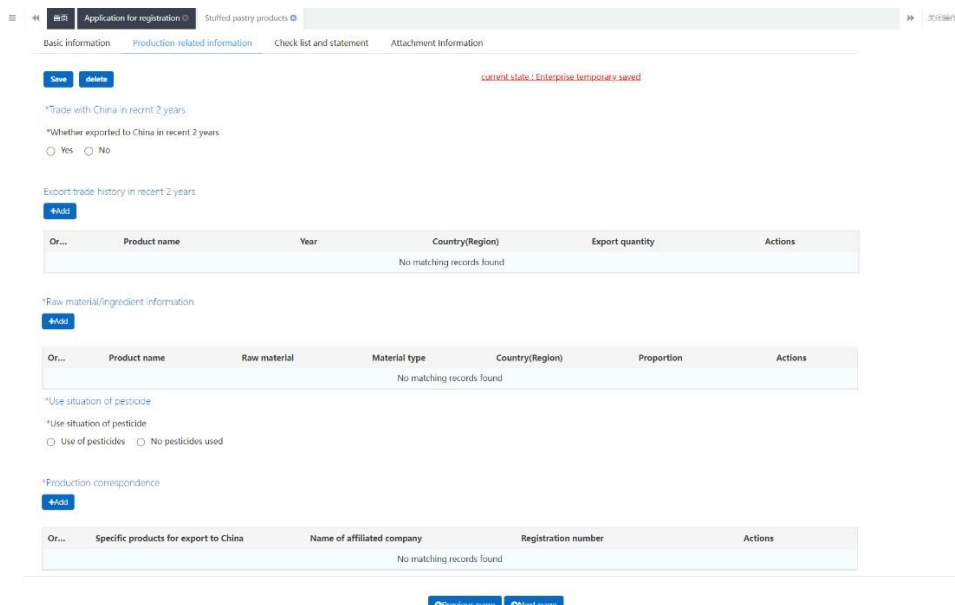 首页 Application for registration Stuffed pastry products
Basic information Production-related information Check list and statement Attachment Information
Save delete current state : Enterprise temporary saved
*Trade with China in recrnt 2 years
*Whether exported to China in recent 2 years
Yes No
Export trade history in recent 2 years
+Add
Or... Product name Year Country(Region) Export quantity Actions
No matching records found
*Raw material/ingredient information
+Add
Or... Product name Raw material Material type Country(Region) Proportion Actions
No matching records found
*Use situation of pesticide
*Use situation of pesticide
Use of pesticides No pesticides used
*Production correspondence
+Add
Or... Specific products for export to China Name of affiliated company Registration number Actions
No matching records found
Previous page Next page